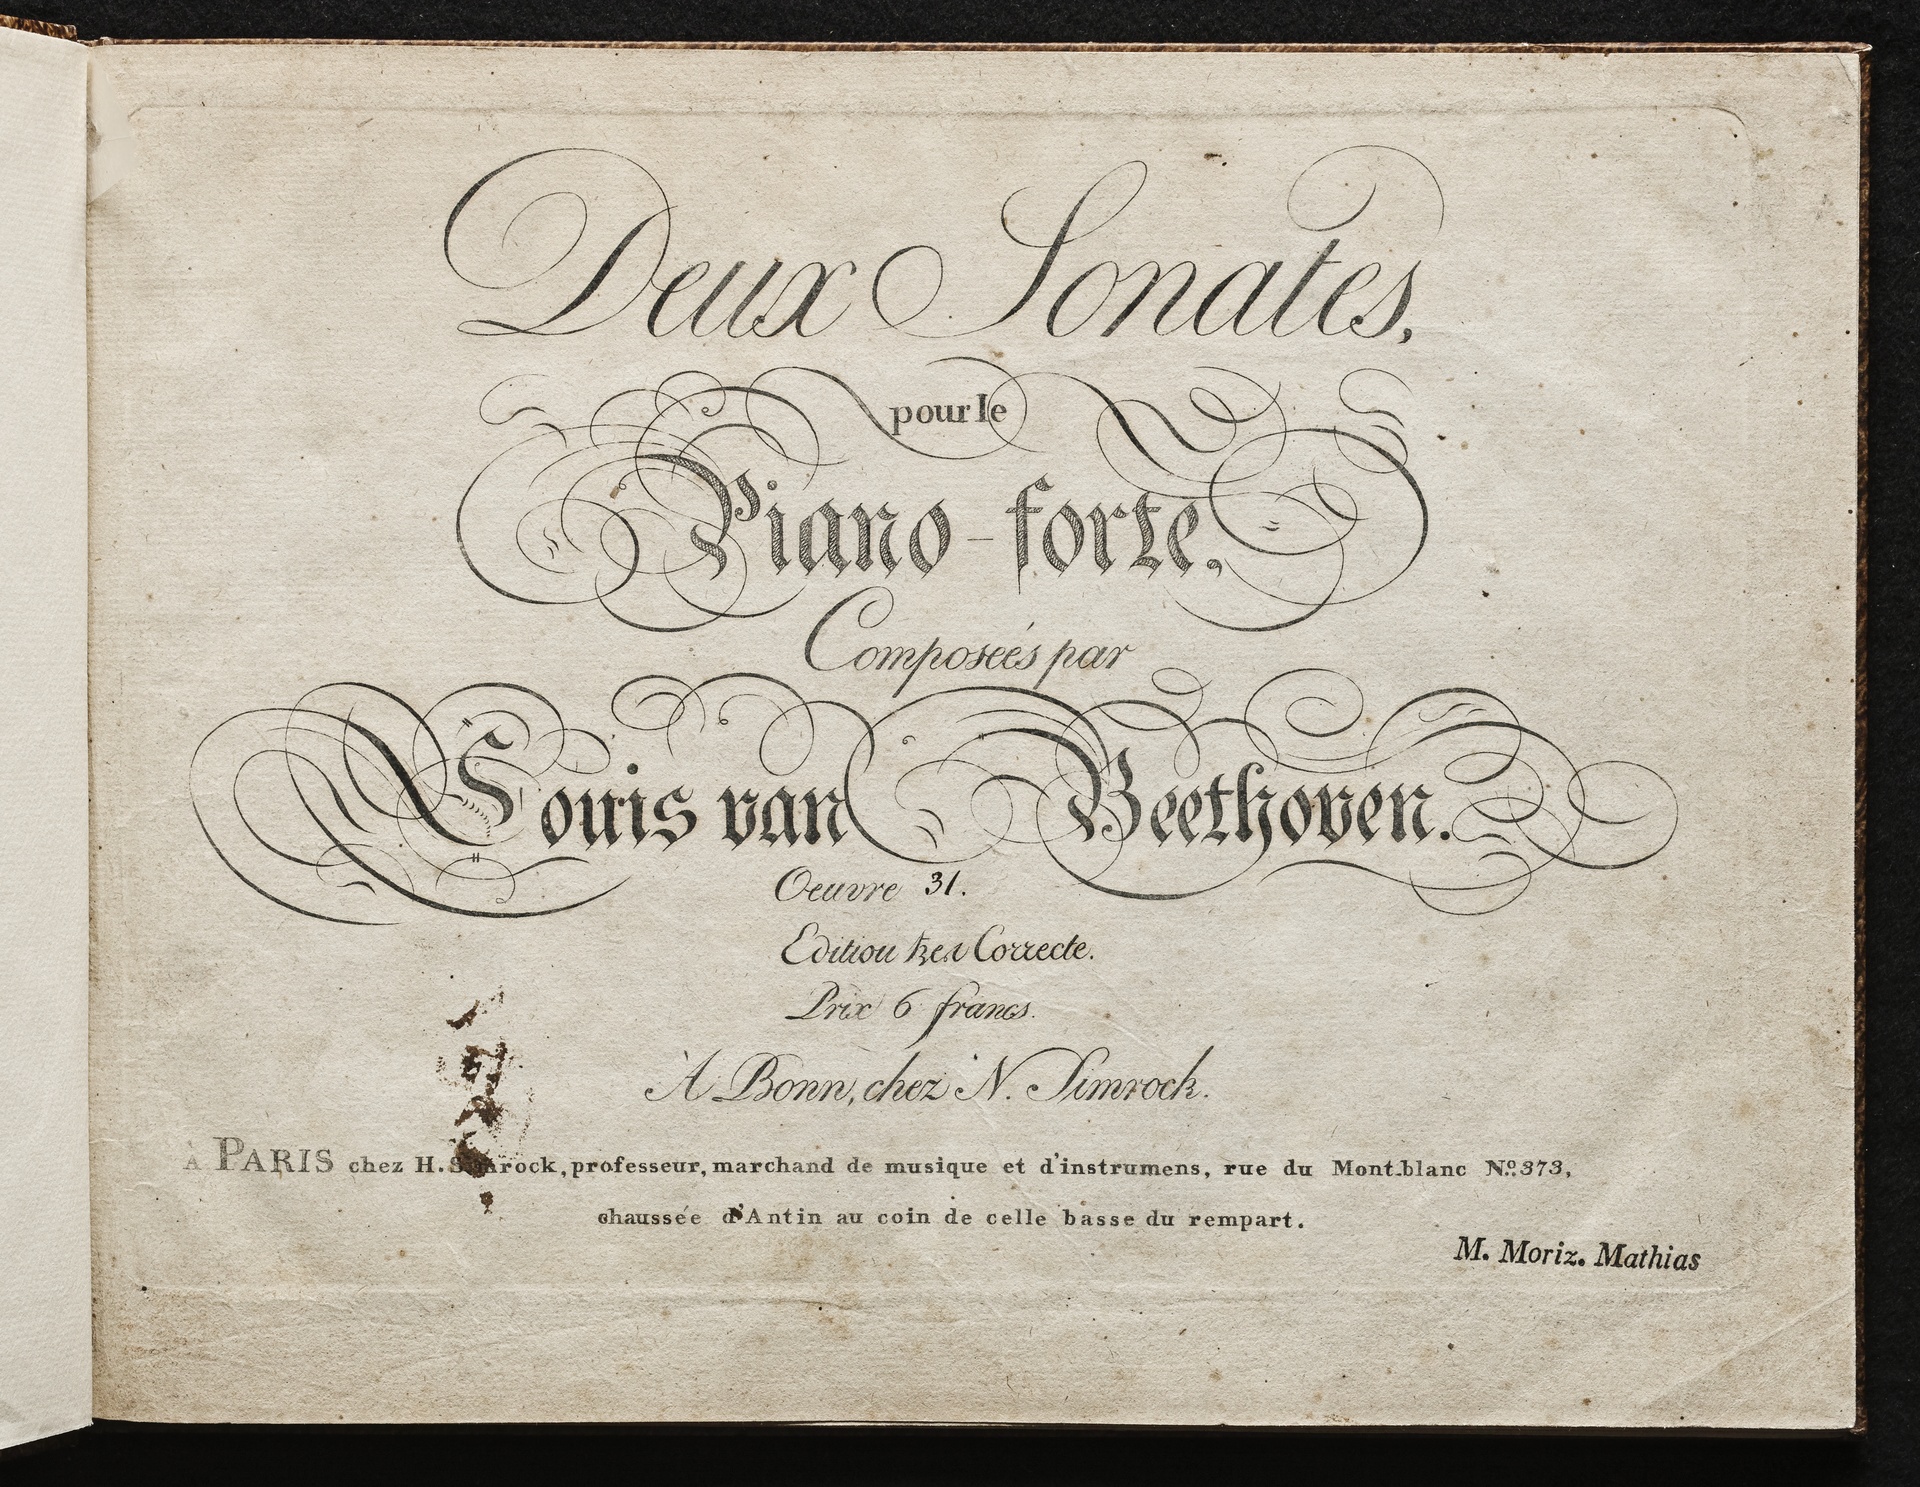 Deux Sonates,
pour le
Piano-forte,
Composeés par
Louis van Beethoven.
Oeuvre 31.
Edition tres Correcte.
Prix 6 francs.
A Bonn, chez N. Simrock.
À PARIS chez H. Simrock, professeur, marchand de musique et d'instrumens, rue du Mont-blanc Nº 373,
chaussée d'Antin au coin de celle basse du rempart.
M. Moriz. Mathias